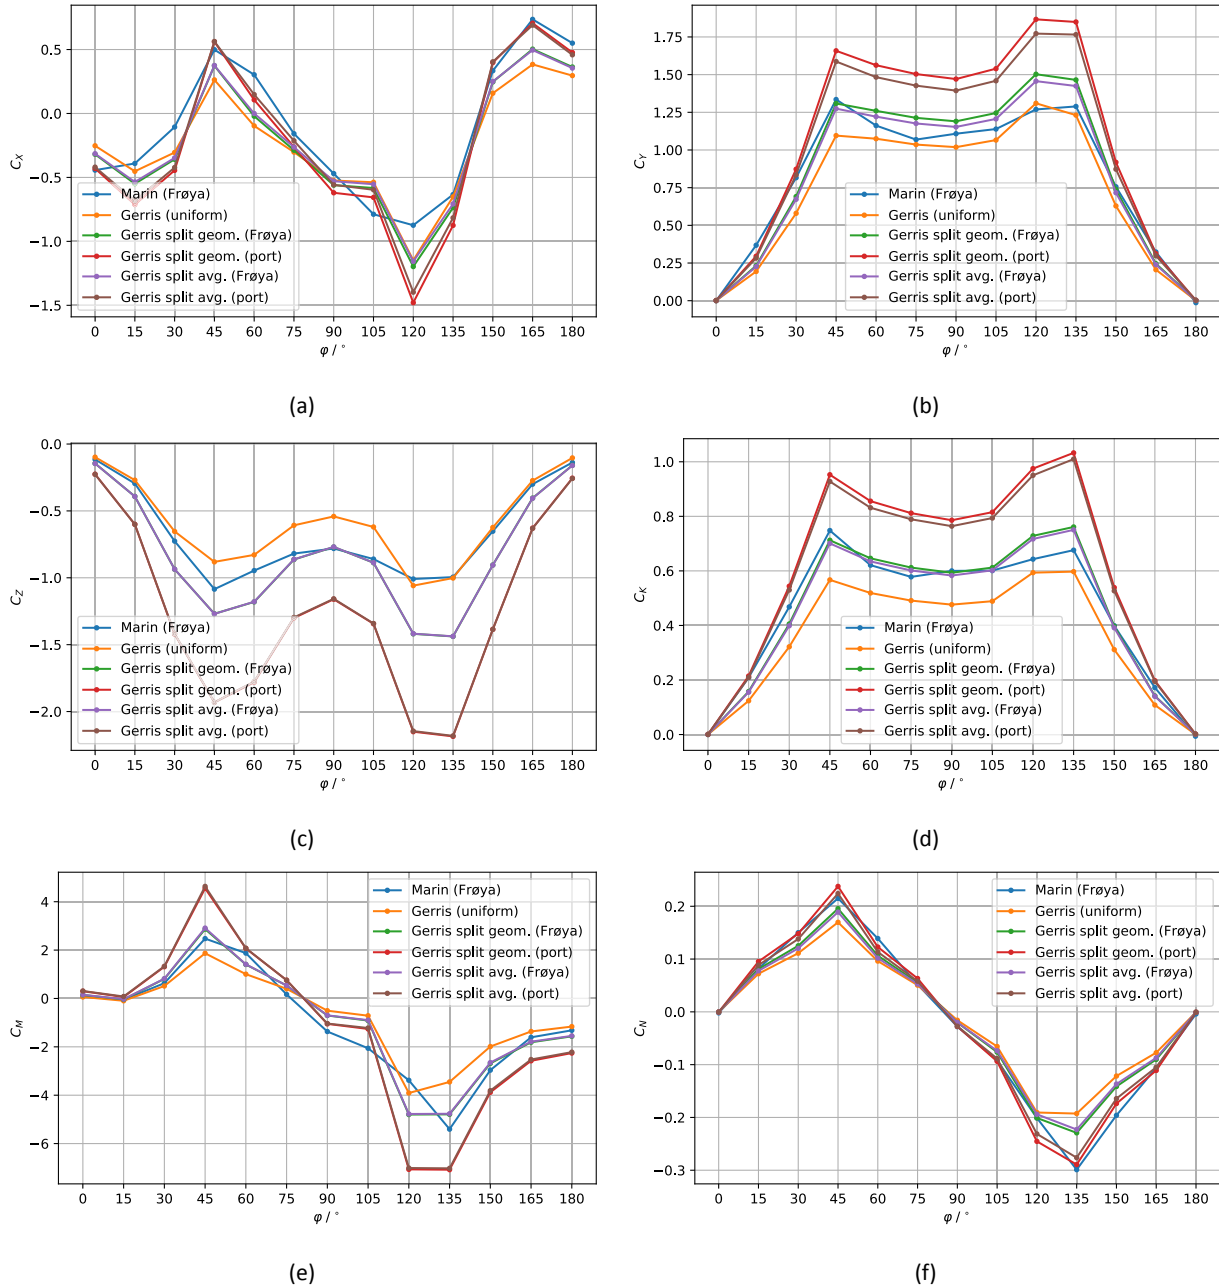 0.5
0.0
−0.5
−1.0
−1.5
C_X
Marin (Frøya)
Gerris (uniform)
Gerris split geom. (Frøya)
Gerris split geom. (port)
Gerris split avg. (Frøya)
Gerris split avg. (port)
0 15 30 45 60 75 90 105 120 135 150 165 180
φ / °
(a)
1.75
1.50
1.25
1.00
0.75
0.50
0.25
0.00
C_Y
Marin (Frøya)
Gerris (uniform)
Gerris split geom. (Frøya)
Gerris split geom. (port)
Gerris split avg. (Frøya)
Gerris split avg. (port)
0 15 30 45 60 75 90 105 120 135 150 165 180
φ / °
(b)
0.0
−0.5
−1.0
−1.5
−2.0
C_Z
Marin (Frøya)
Gerris (uniform)
Gerris split geom. (Frøya)
Gerris split geom. (port)
Gerris split avg. (Frøya)
Gerris split avg. (port)
0 15 30 45 60 75 90 105 120 135 150 165 180
φ / °
(c)
1.0
0.8
0.6
0.4
0.2
0.0
C_K
Marin (Frøya)
Gerris (uniform)
Gerris split geom. (Frøya)
Gerris split geom. (port)
Gerris split avg. (Frøya)
Gerris split avg. (port)
0 15 30 45 60 75 90 105 120 135 150 165 180
φ / °
(d)
4
2
0
−2
−4
−6
C_M
Marin (Frøya)
Gerris (uniform)
Gerris split geom. (Frøya)
Gerris split geom. (port)
Gerris split avg. (Frøya)
Gerris split avg. (port)
0 15 30 45 60 75 90 105 120 135 150 165 180
φ / °
(e)
0.2
0.1
0.0
−0.1
−0.2
−0.3
C_N
Marin (Frøya)
Gerris (uniform)
Gerris split geom. (Frøya)
Gerris split geom. (port)
Gerris split avg. (Frøya)
Gerris split avg. (port)
0 15 30 45 60 75 90 105 120 135 150 165 180
φ / °
(f)